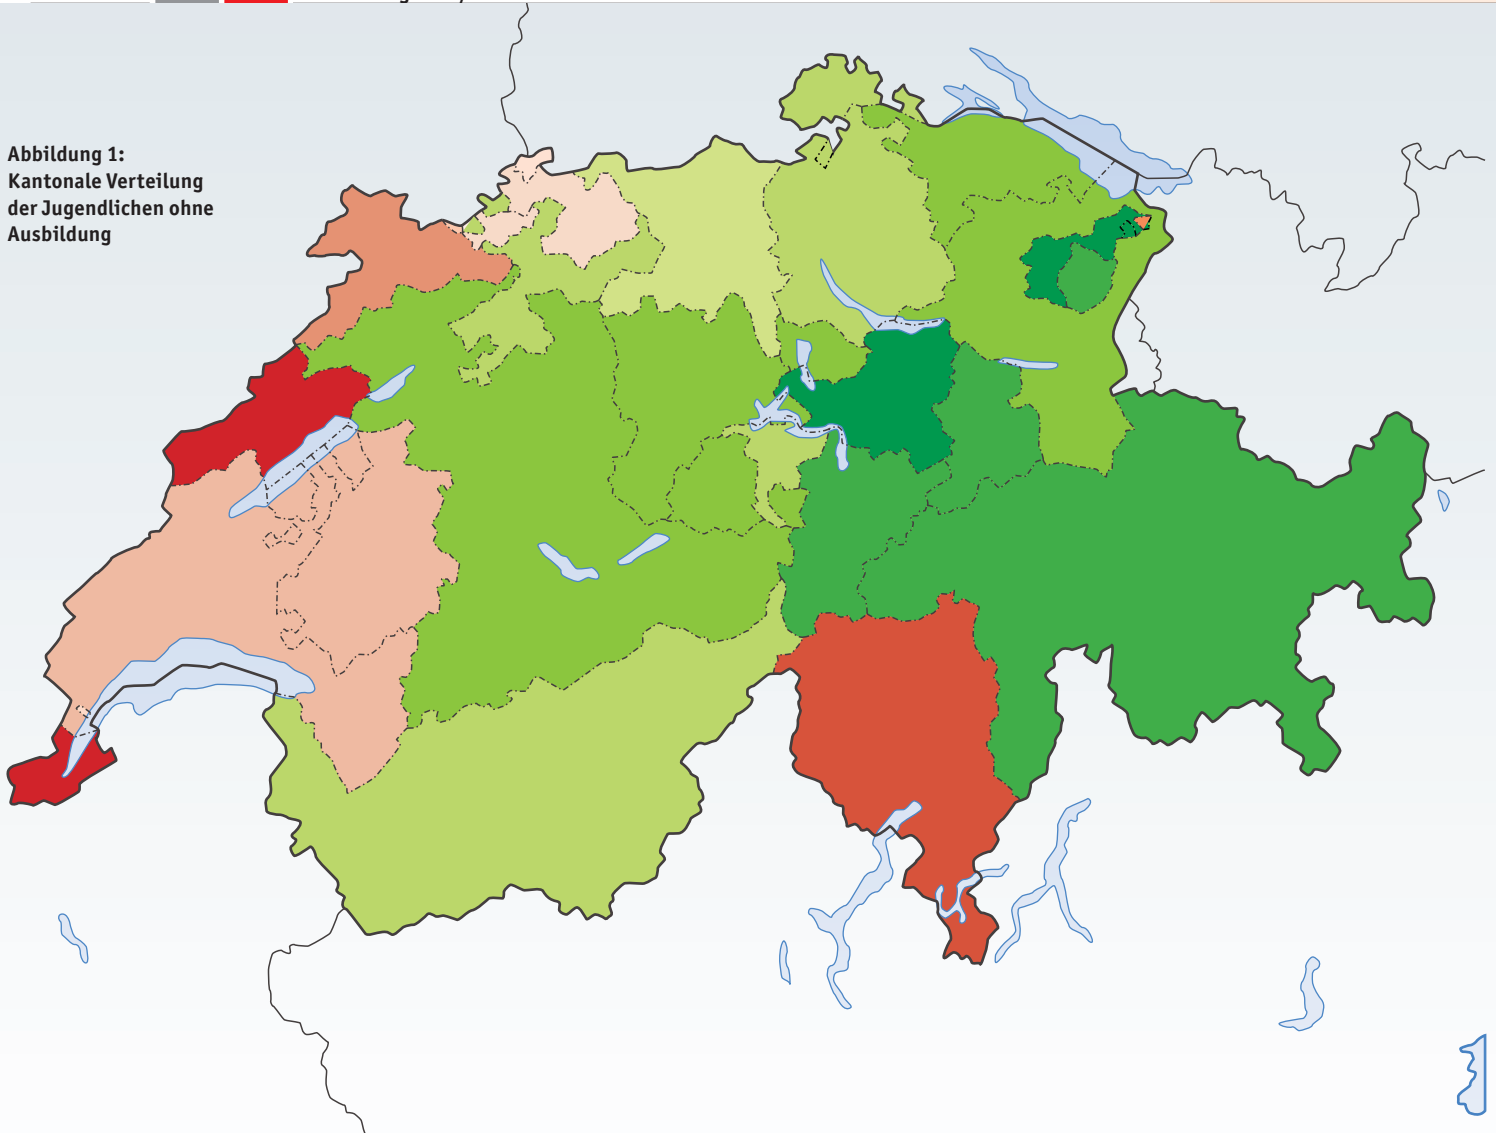 Abbildung 1:
Kantonale Verteilung
der Jugendlichen ohne
Ausbildung